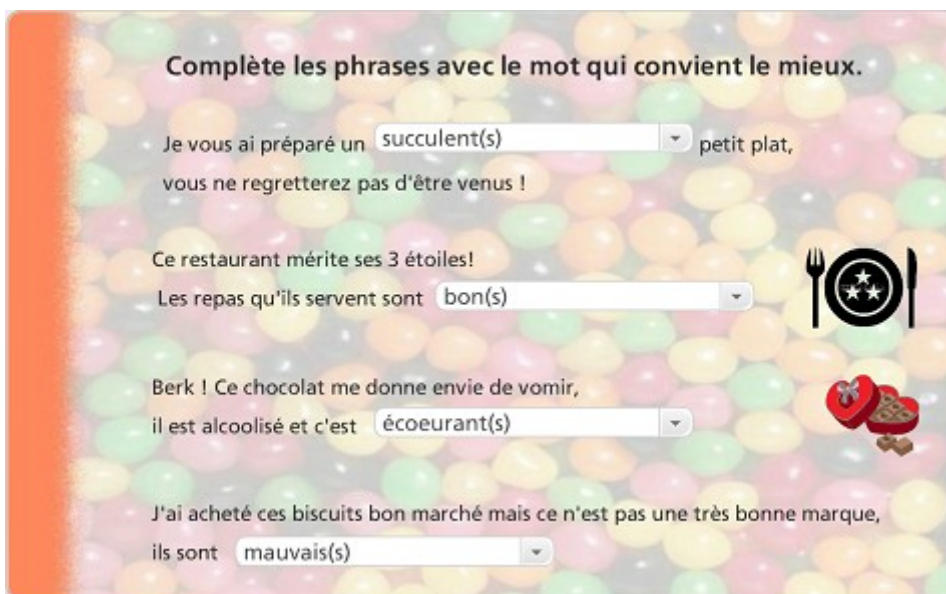 Complète les phrases avec le mot qui convient le mieux.
Je vous ai préparé un succulent(s) petit plat,
vous ne regretterez pas d'être venus !
Ce restaurant mérite ses 3 étoiles!
Les repas qu'ils servent sont bon(s)
Berk ! Ce chocolat me donne envie de vomir,
il est alcoolisé et c'est écoeurant(s)
J'ai acheté ces biscuits bon marché mais ce n'est pas une très bonne marque,
ils sont mauvais(s)